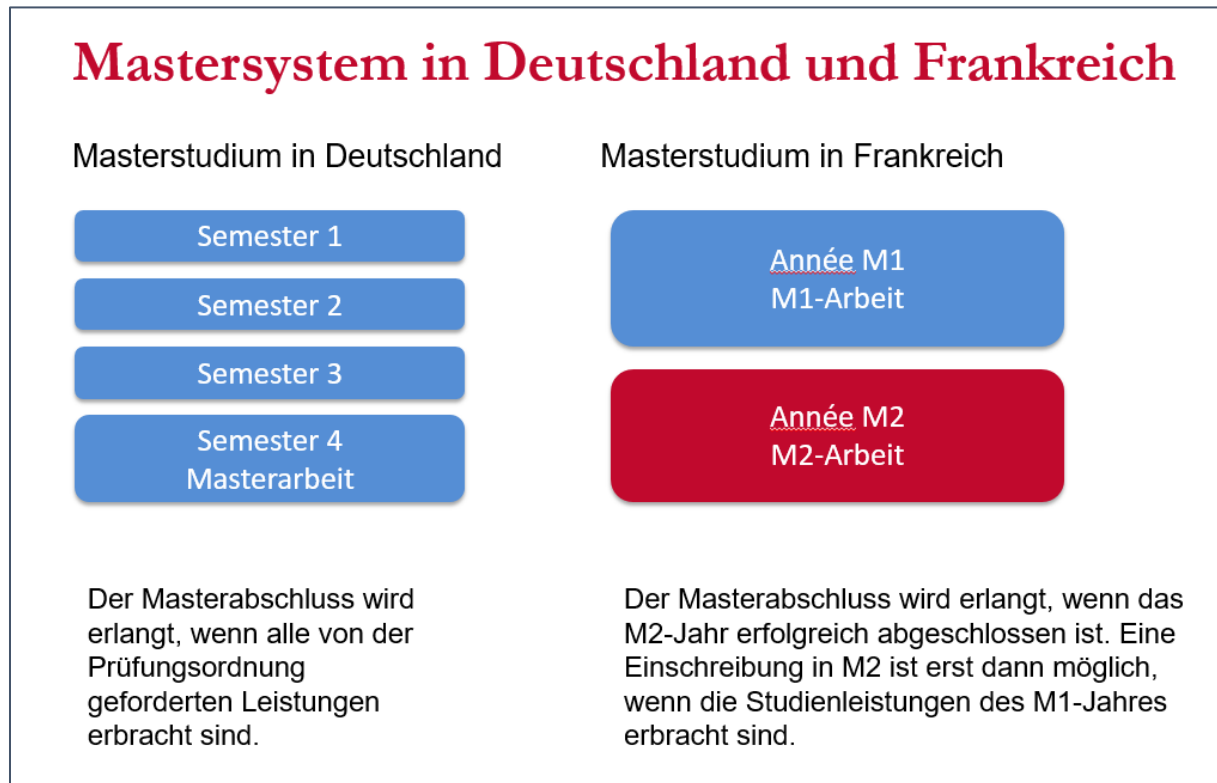 Mastersystem in Deutschland und Frankreich
Masterstudium in Deutschland
Semester 1
Semester 2
Semester 3
Semester 4
Masterarbeit
Der Masterabschluss wird
erlangt, wenn alle von der
Prüfungsordnung
geforderten Leistungen
erbracht sind.
Masterstudium in Frankreich
Année M1
M1-Arbeit
Année M2
M2-Arbeit
Der Masterabschluss wird erlangt, wenn das
M2-Jahr erfolgreich abgeschlossen ist. Eine
Einschreibung in M2 ist erst dann möglich,
wenn die Studienleistungen des M1-Jahres
erbracht sind.